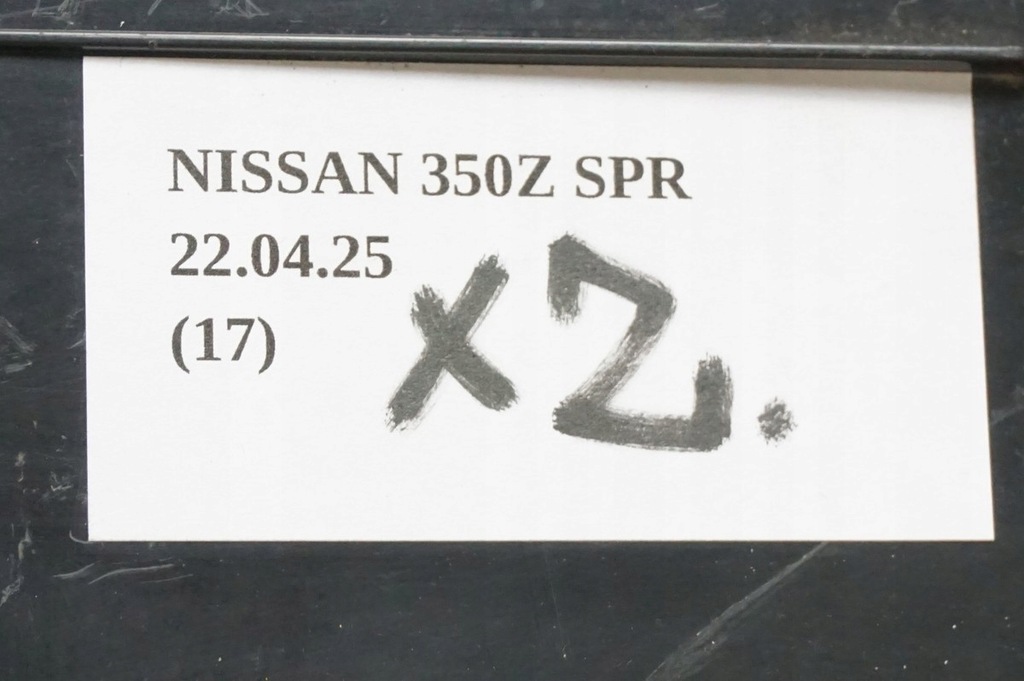 NISSAN 350Z SPR
22.04.25
(17)
X2.